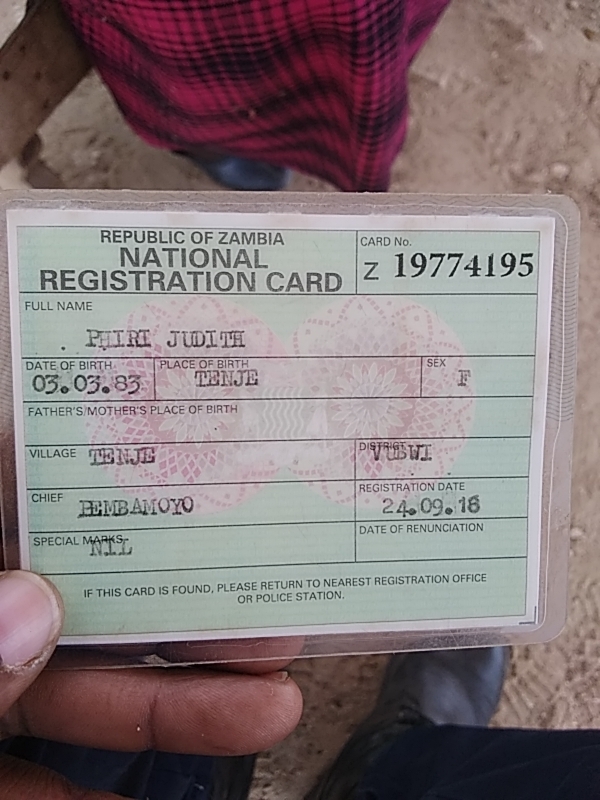 REPUBLIC OF ZAMBIA
NATIONAL
REGISTRATION CARD
CARD No.
Z 19774195
FULL NAME
PHIRI JUDITH
DATE OF BIRTH
03.03.83
PLACE OF BIRTH
TENJE
SEX
F
FATHER'S/MOTHER'S PLACE OF BIRTH
VILLAGE TENJE
DISTRICT
VUBWI
CHIEF PEMBAMOYO
REGISTRATION DATE
24.09.18
SPECIAL MARKS
NIL
DATE OF RENUNCIATION
IF THIS CARD IS FOUND, PLEASE RETURN TO NEAREST REGISTRATION OFFICE
OR POLICE STATION.